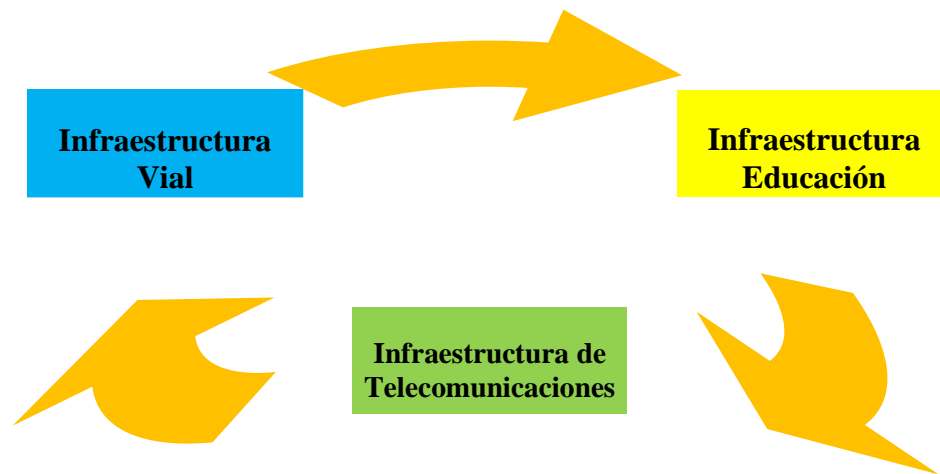 Infraestructura
Vial
Infraestructura
Educación
Infraestructura de
Telecomunicaciones